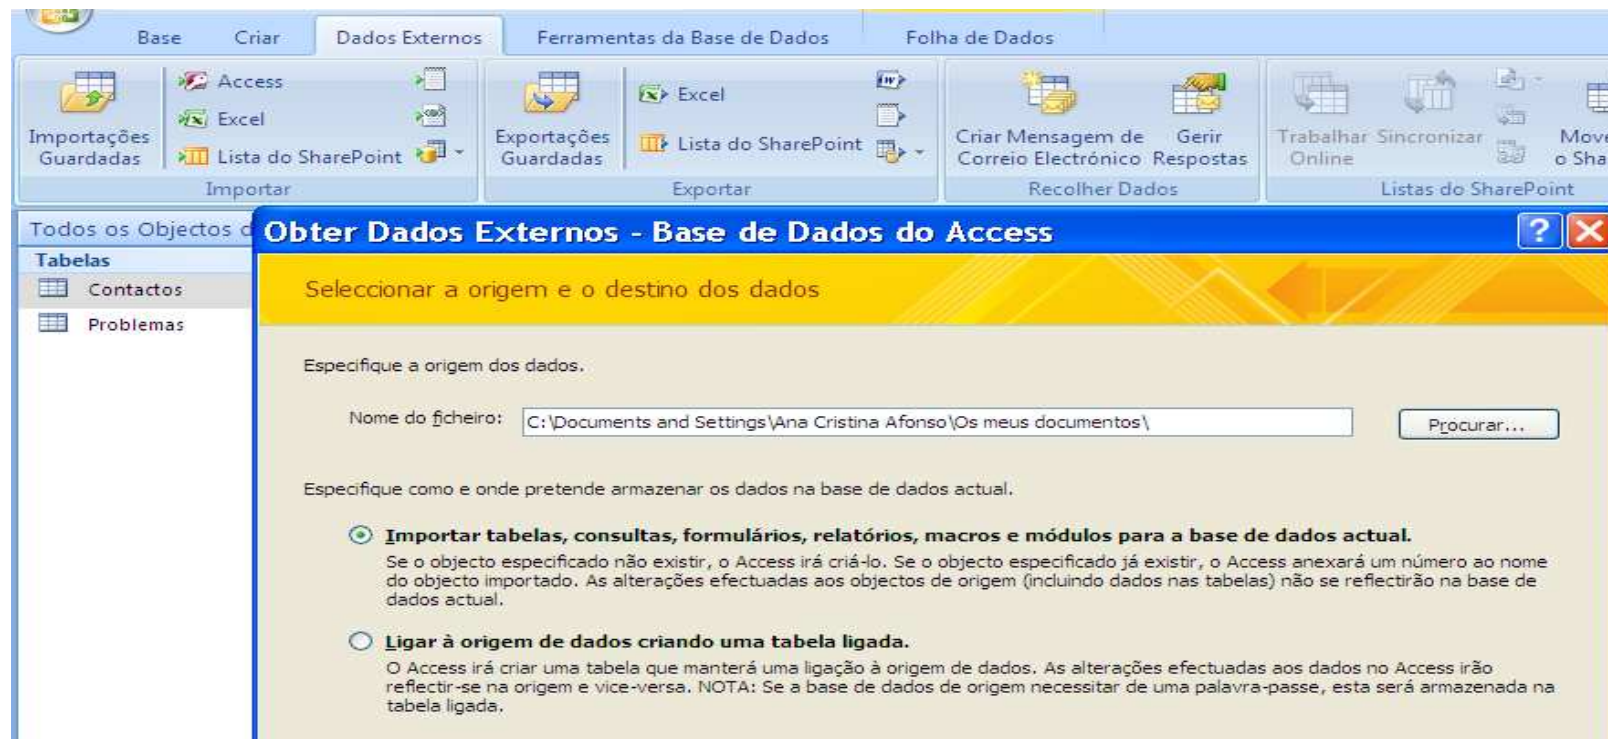 Base Criar Dados Externos Ferramentas da Base de Dados Folha de Dados
Importações Guardadas
Access
Excel
Lista do SharePoint
Importar
Exportações Guardadas
Excel
Lista do SharePoint
Exportar
Criar Mensagem de Correio Electrónico
Gerir Respostas
Recolher Dados
Trabalhar Online
Sincronizar
Move
o Sha
Listas do SharePoint
Todos os Objectos d
Tabelas
Contactos
Problemas
Obter Dados Externos - Base de Dados do Access
Seleccionar a origem e o destino dos dados
Especifique a origem dos dados.
Nome do ficheiro: C:\Documents and Settings\Ana Cristina Afonso\Os meus documentos\ Procurar...
Especifique como e onde pretende armazenar os dados na base de dados actual.
Importar tabelas, consultas, formulários, relatórios, macros e módulos para a base de dados actual.
Se o objecto especificado não existir, o Access irá criá-lo. Se o objecto especificado já existir, o Access anexará um número ao nome
do objecto importado. As alterações efectuadas aos objectos de origem (incluindo dados nas tabelas) não se reflectirão na base de
dados actual.
Ligar à origem de dados criando uma tabela ligada.
O Access irá criar uma tabela que manterá uma ligação à origem de dados. As alterações efectuadas aos dados no Access irão
reflectir-se na origem e vice-versa. NOTA: Se a base de dados de origem necessitar de uma palavra-passe, esta será armazenada na
tabela ligada.